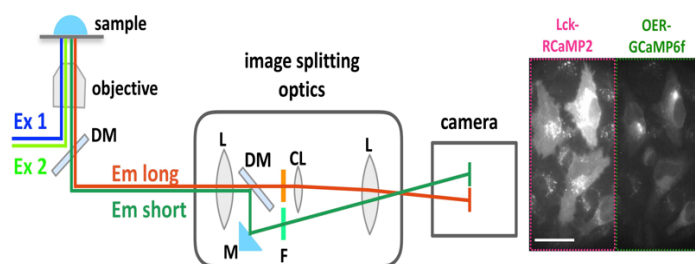 sample
objective
Ex 1
Ex 2
DM
Em long
Em short
image splitting
optics
L
DM
CL
L
M
F
camera
Lck-
RCaMP2
OER-
GCaMP6f